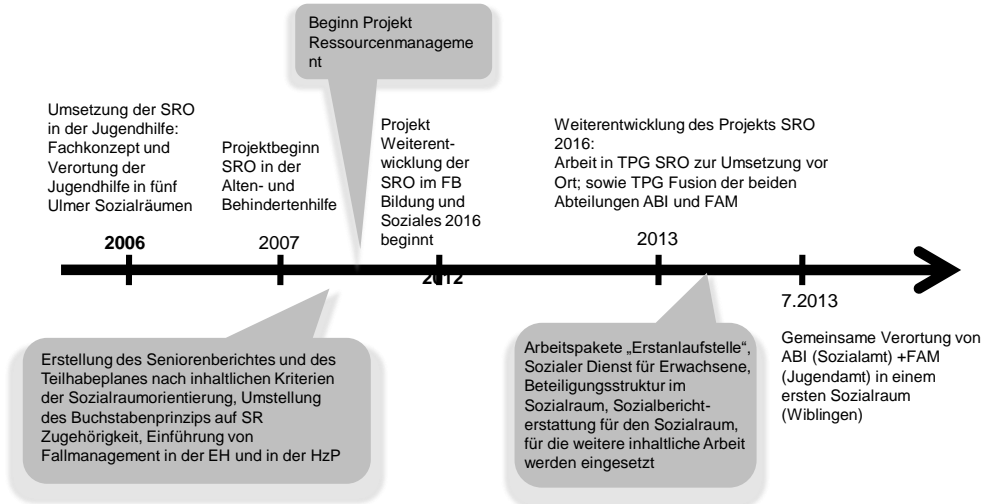 Beginn Projekt
Ressourcenmanageme
nt
Umsetzung der SRO
in der Jugendhilfe:
Fachkonzept und
Verortung der
Jugendhilfe in fünf
Ulmer Sozialräumen
Projektbeginn
SRO in der
Alten- und
Behindertenhilfe
Projekt
Weiterent-
wicklung der
SRO im FB
Bildung und
Soziales 2016
beginnt
Weiterentwicklung des Projekts SRO
2016:
Arbeit in TPG SRO zur Umsetzung vor
Ort; sowie TPG Fusion der beiden
Abteilungen ABI und FAM
2006
2007
2012
2013
7.2013
Erstellung des Seniorenberichtes und des
Teilhabeplanes nach inhaltlichen Kriterien
der Sozialraumorientierung, Umstellung
des Buchstabenprinzips auf SR
Zugehörigkeit, Einführung von
Fallmanagement in der EH und in der HzP
Arbeitspakete „Erstanlaufstelle“,
Sozialer Dienst für Erwachsene,
Beteiligungsstruktur im
Sozialraum, Sozialbericht-
erstattung für den Sozialraum,
für die weitere inhaltliche Arbeit
werden eingesetzt
Gemeinsame Verortung von
ABI (Sozialamt) +FAM
(Jugendamt) in einem
ersten Sozialraum
(Wiblingen)